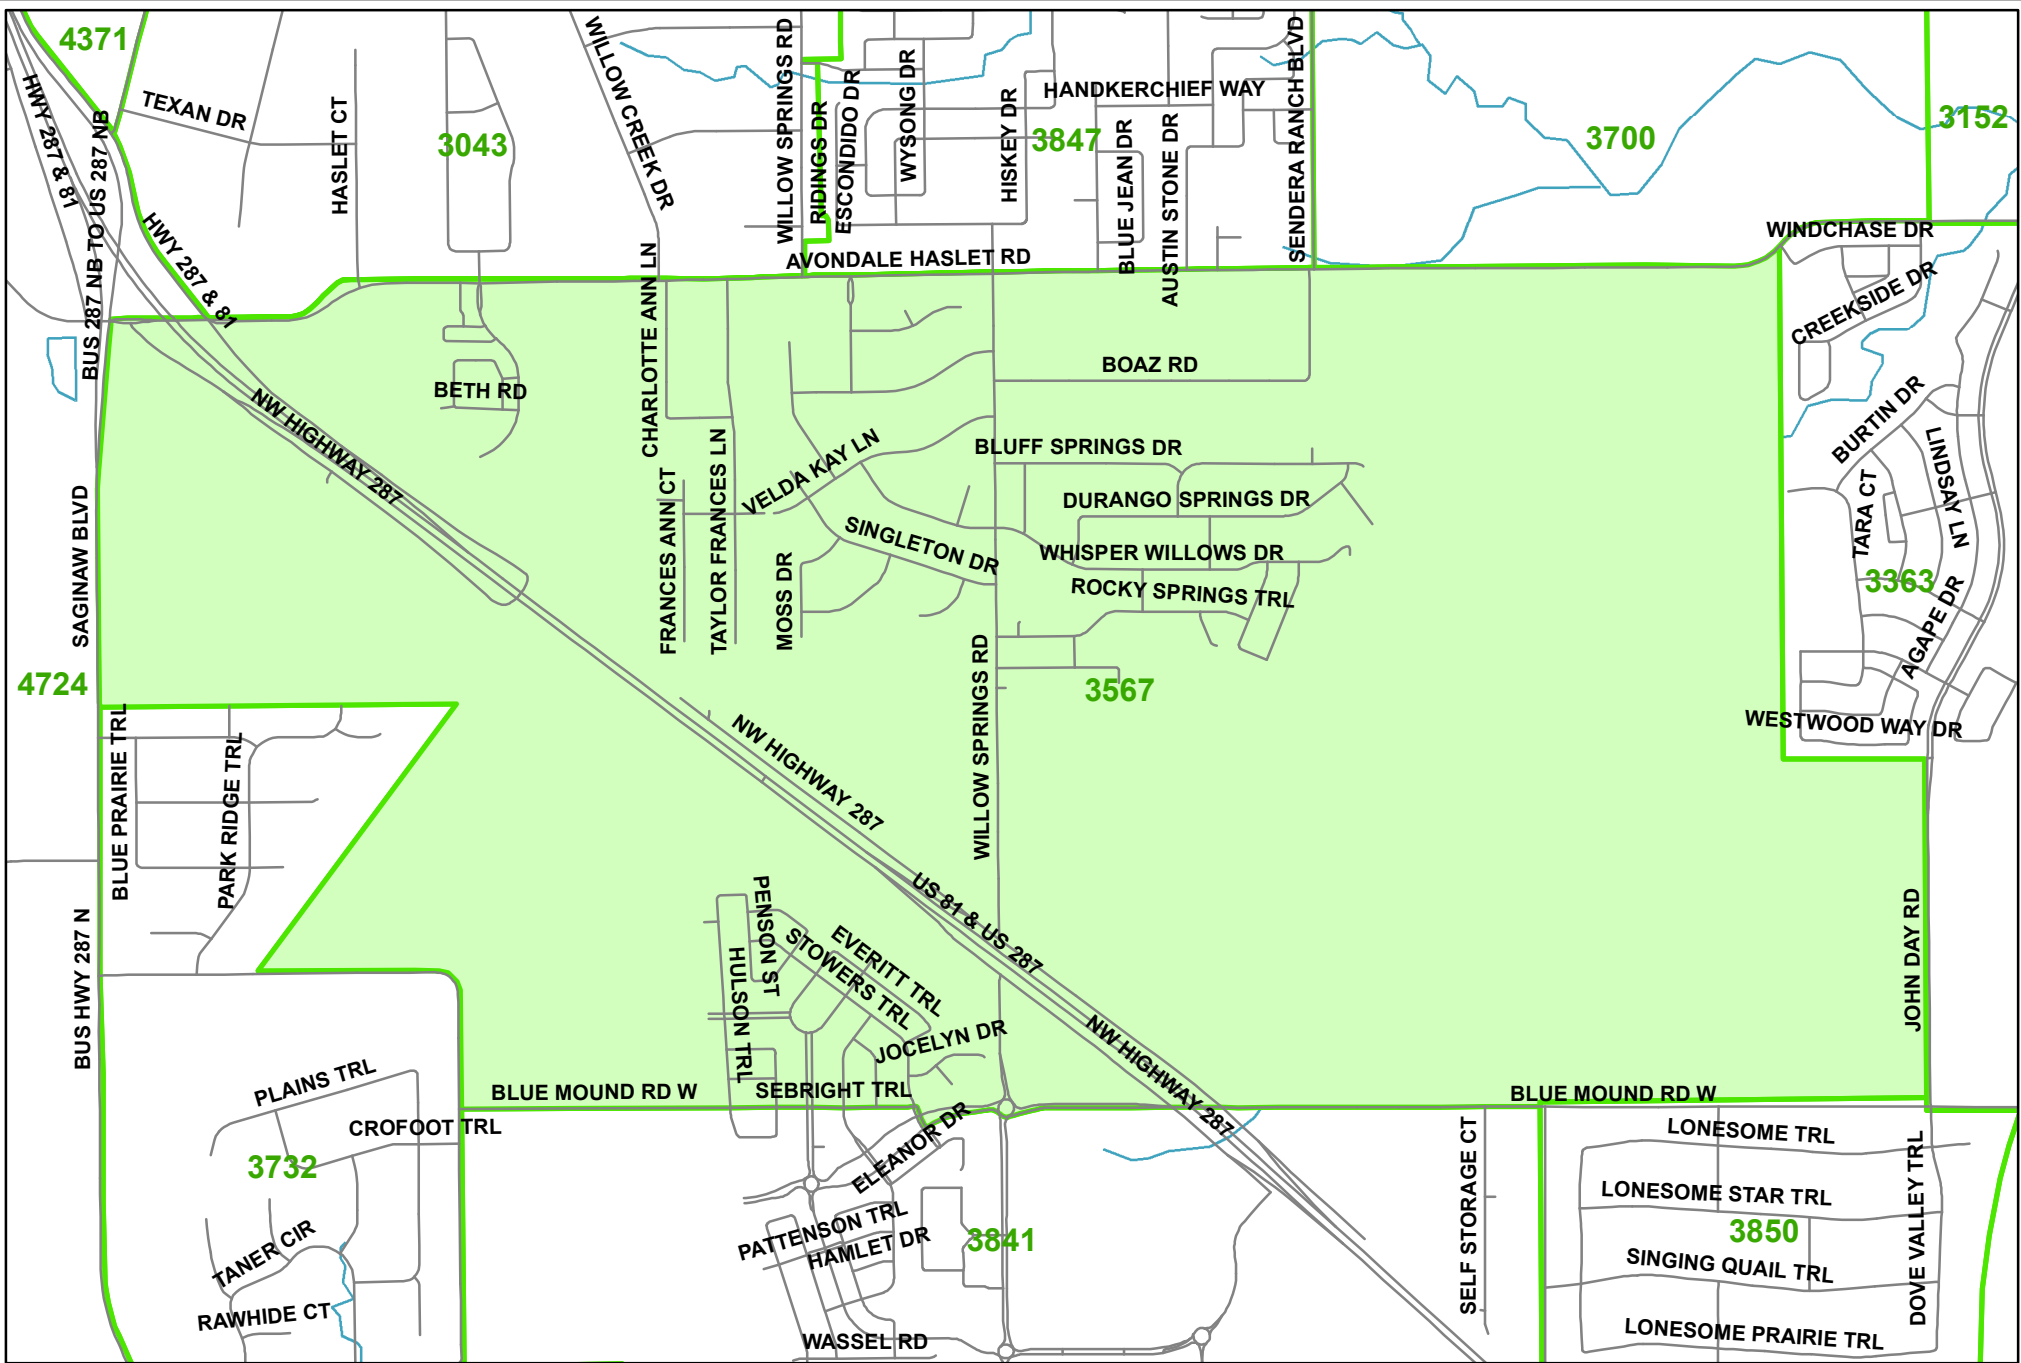 4371
HWY 287 & 81
TEXAN DR
HASLET CT
3043
WILLOW CREEK DR
WILLOW SPRINGS RD
RIDINGS DR
ESCONDIDO DR
WYSONG DR
HISKEY DR
HANDKERCHIEF WAY
3847
BLUE JEAN DR
AUSTIN STONE DR
SENDERA RANCH BLVD
3700
3152
BUS 287 NB TO US 287 NB
HWY 287 & 81
AVONDALE HASLET RD
WINDCHASE DR
CREEKSIDE DR
CHARLOTTE ANN LN
BETH RD
BOAZ RD
NW HIGHWAY 287
VELDA KAY LN
BLUFF SPRINGS DR
BURTIN DR
LINDSAY LN
SAGINAW BLVD
FRANCES ANN CT
TAYLOR FRANCES LN
MOSS DR
SINGLETON DR
DURANGO SPRINGS DR
WHISPER WILLOWS DR
ROCKY SPRINGS TRL
TARA CT
3363
AGAPE DR
4724
3567
WILLOW SPRINGS RD
WESTWOOD WAY DR
BLUE PRAIRIE TRL
PARK RIDGE TRL
NW HIGHWAY 287
US 81 & US 287
BUS HWY 287 N
PENSON ST
HULSON TRL
STOWERS TRL
EVERITT TRL
JOCELYN DR
JOHN DAY RD
NW HIGHWAY 287
PLAINS TRL
BLUE MOUND RD W
SEBRIGHT TRL
BLUE MOUND RD W
CROFOOT TRL
3732
ELEANOR DR
SELF STORAGE CT
LONESOME TRL
LONESOME STAR TRL
3850
DOVE VALLEY TRL
TANER CIR
PATTENSON TRL
HAMLET DR
3841
SINGING QUAIL TRL
RAWHIDE CT
WASSEL RD
LONESOME PRAIRIE TRL